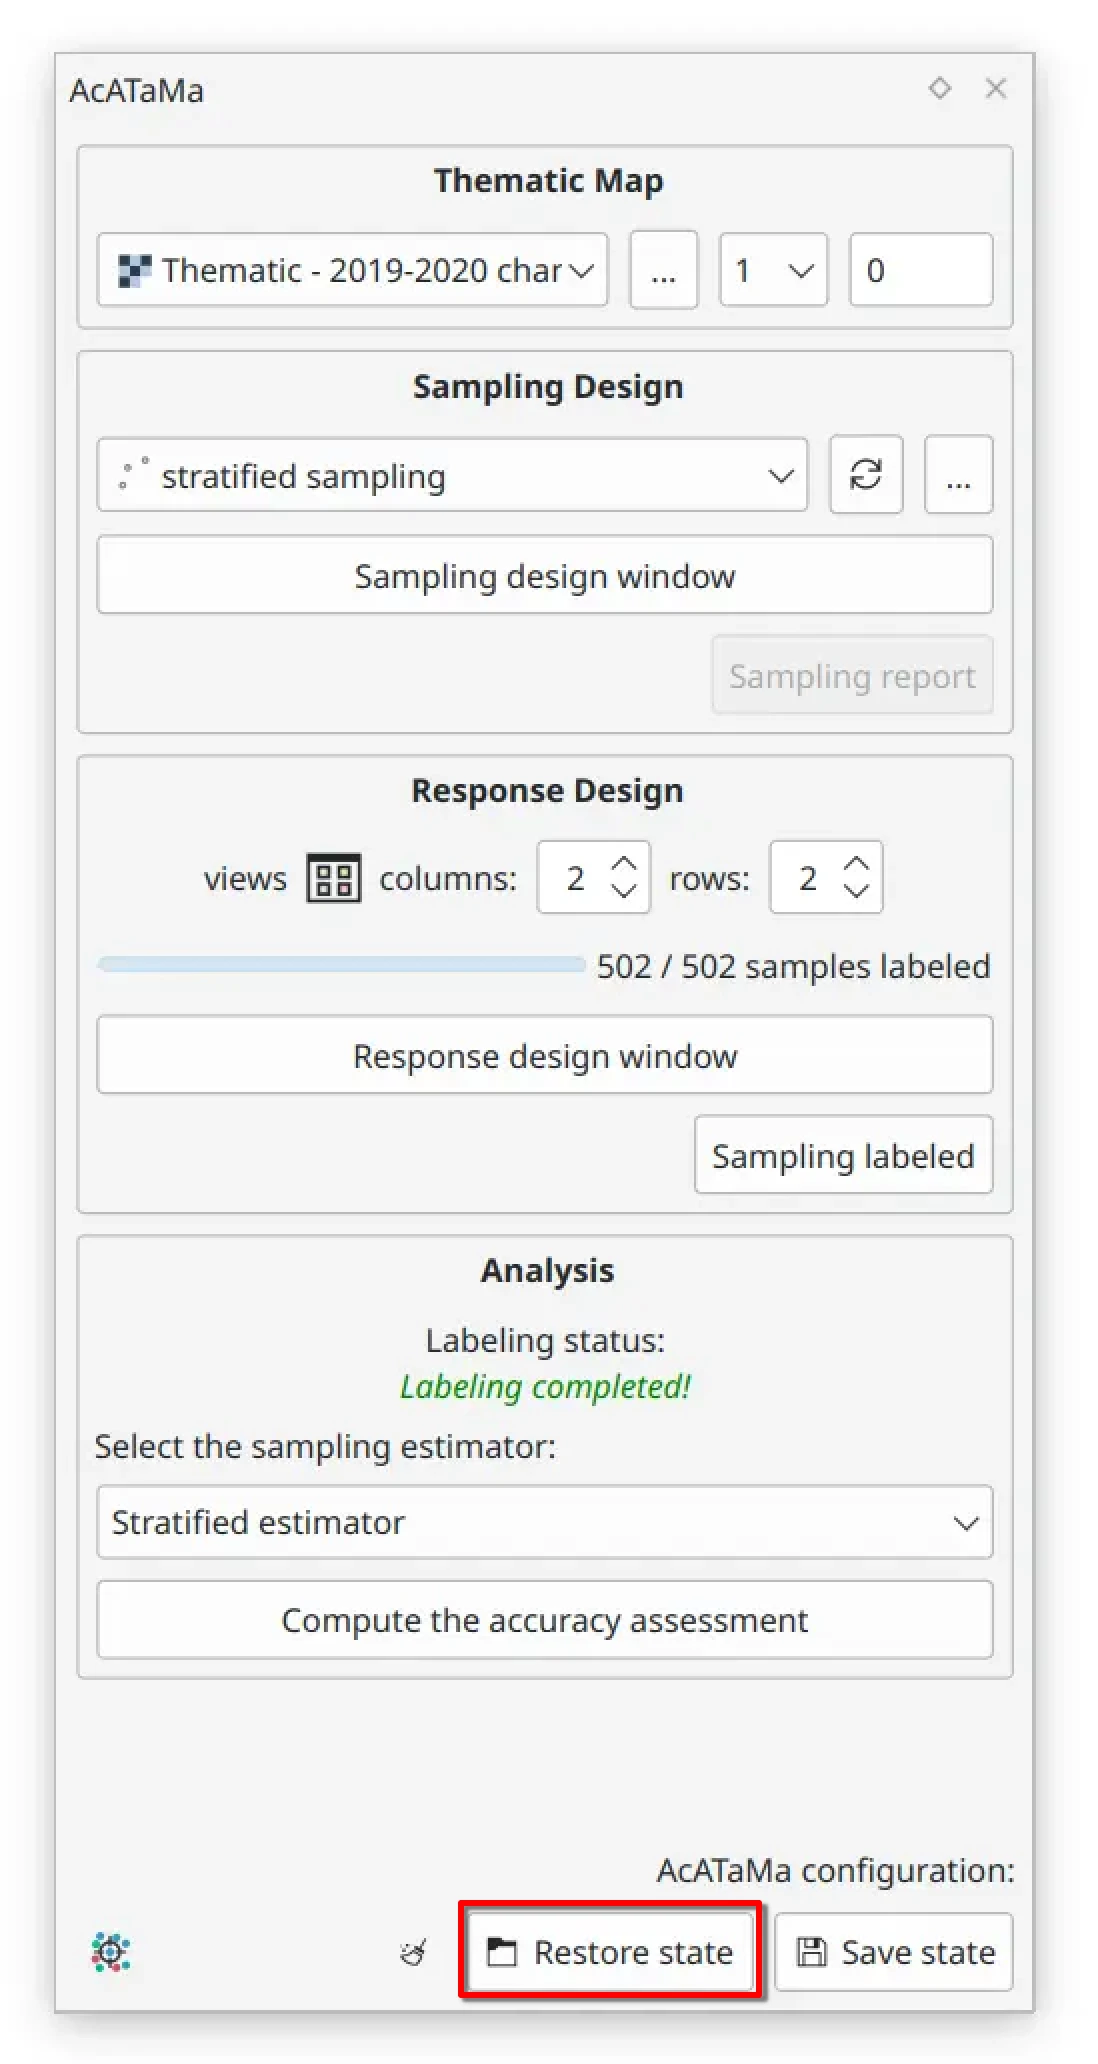 AcATaMa
Thematic Map
Thematic - 2019-2020 char
...
1
0
Sampling Design
stratified sampling
...
Sampling design window
Sampling report
Response Design
views columns: 2 rows: 2
502 / 502 samples labeled
Response design window
Sampling labeled
Analysis
Labeling status:
Labeling completed!
Select the sampling estimator:
Stratified estimator
Compute the accuracy assessment
AcATaMa configuration:
Restore state
Save state